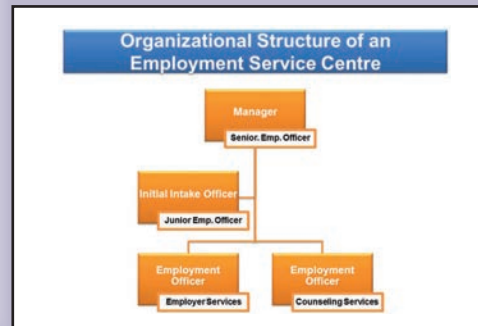 Organizational Structure of an
Employment Service Centre
Manager
Senior. Emp. Officer
Initial Intake Officer
Junior Emp. Officer
Employment
Officer
Employer Services
Employment
Officer
Counseling Services